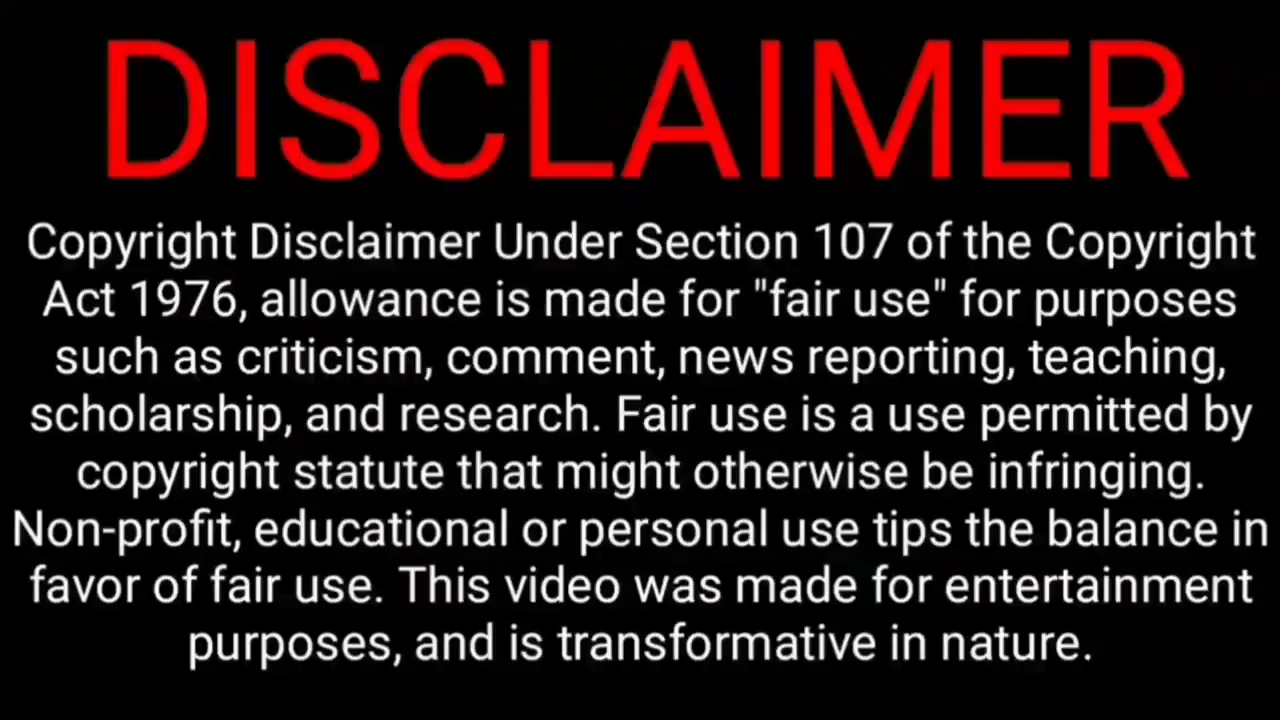 DISCLAIMER
Copyright Disclaimer Under Section 107 of the Copyright
Act 1976, allowance is made for "fair use" for purposes
such as criticism, comment, news reporting, teaching,
scholarship, and research. Fair use is a use permitted by
copyright statute that might otherwise be infringing.
Non-profit, educational or personal use tips the balance in
favor of fair use. This video was made for entertainment
purposes, and is transformative in nature.